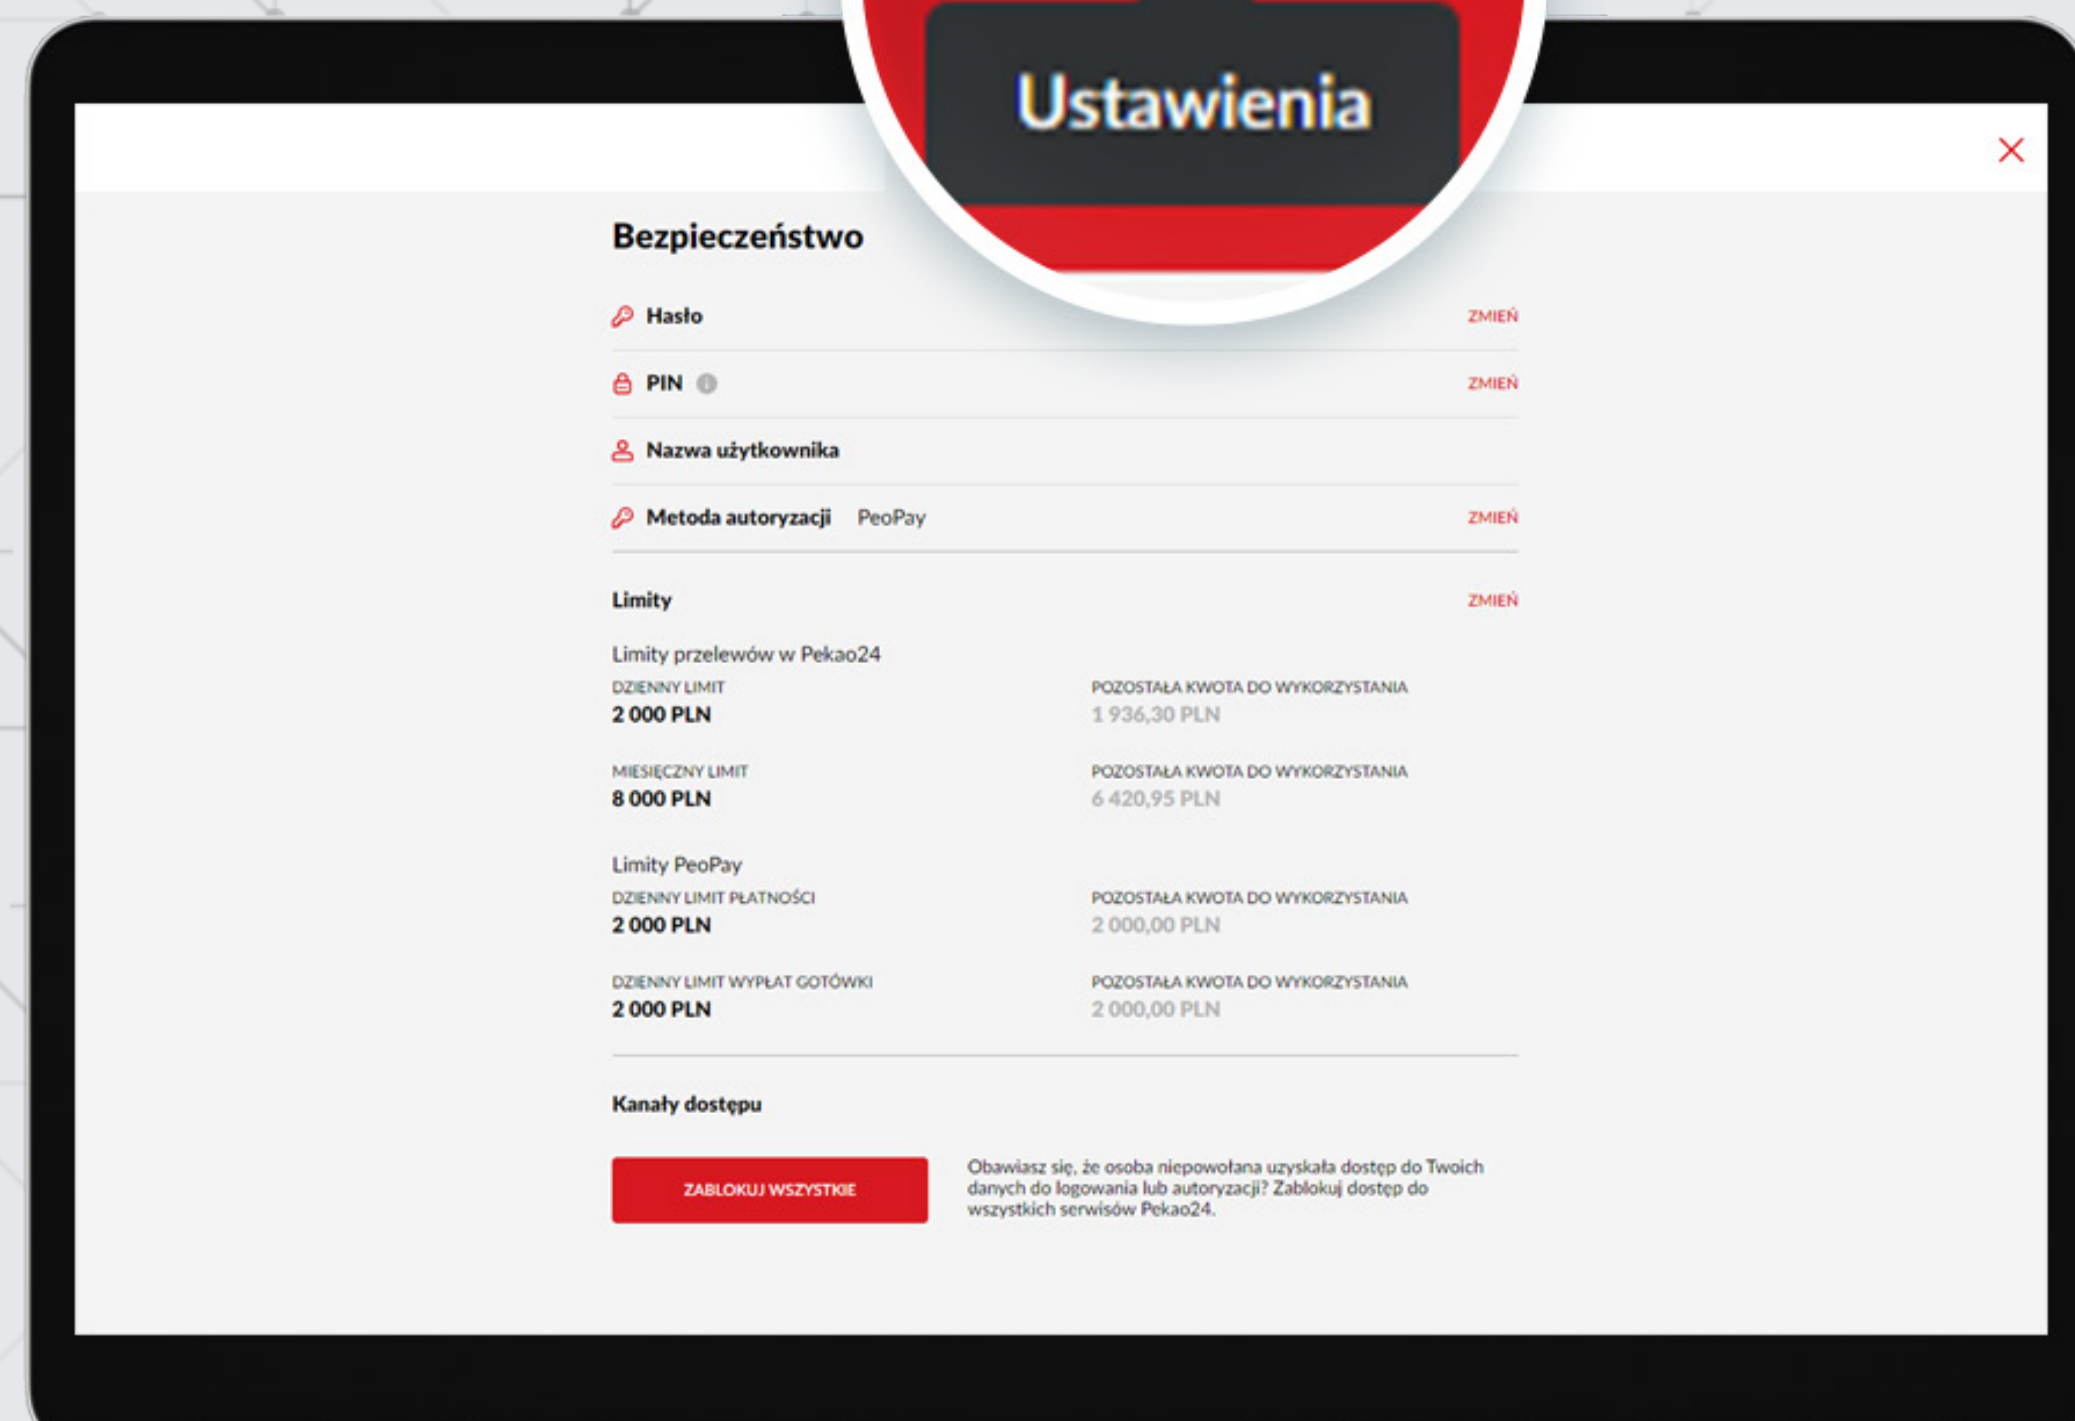 Ustawienia
Bezpieczeństwo
Hasło ZMIEŃ
PIN ZMIEŃ
Nazwa użytkownika
Metoda autoryzacji PeoPay ZMIEŃ
Limity ZMIEŃ
Limity przelewów w Pekao24
DZIENNY LIMIT POZOSTAŁA KWOTA DO WYKORZYSTANIA
2 000 PLN 1 936,30 PLN
MIESIĘCZNY LIMIT POZOSTAŁA KWOTA DO WYKORZYSTANIA
8 000 PLN 6 420,95 PLN
Limity PeoPay
DZIENNY LIMIT PŁATNOŚCI POZOSTAŁA KWOTA DO WYKORZYSTANIA
2 000 PLN 2 000,00 PLN
DZIENNY LIMIT WYPŁAT GOTÓWKI POZOSTAŁA KWOTA DO WYKORZYSTANIA
2 000 PLN 2 000,00 PLN
Kanały dostępu
ZABLOKUJ WSZYSTKIE
Obawiasz się, że osoba niepowołana uzyskała dostęp do Twoich
danych do logowania lub autoryzacji? Zablokuj dostęp do
wszystkich serwisów Pekao24.